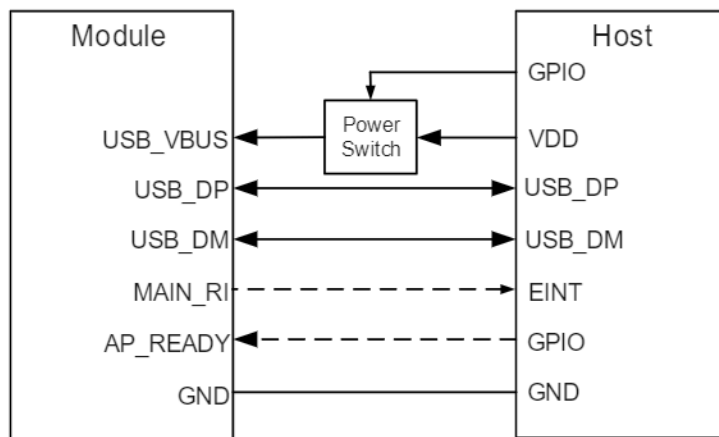 Module
Host
GPIO
Power
Switch
USB_VBUS
VDD
USB_DP
USB_DP
USB_DM
USB_DM
MAIN_RI
EINT
AP_READY
GPIO
GND
GND